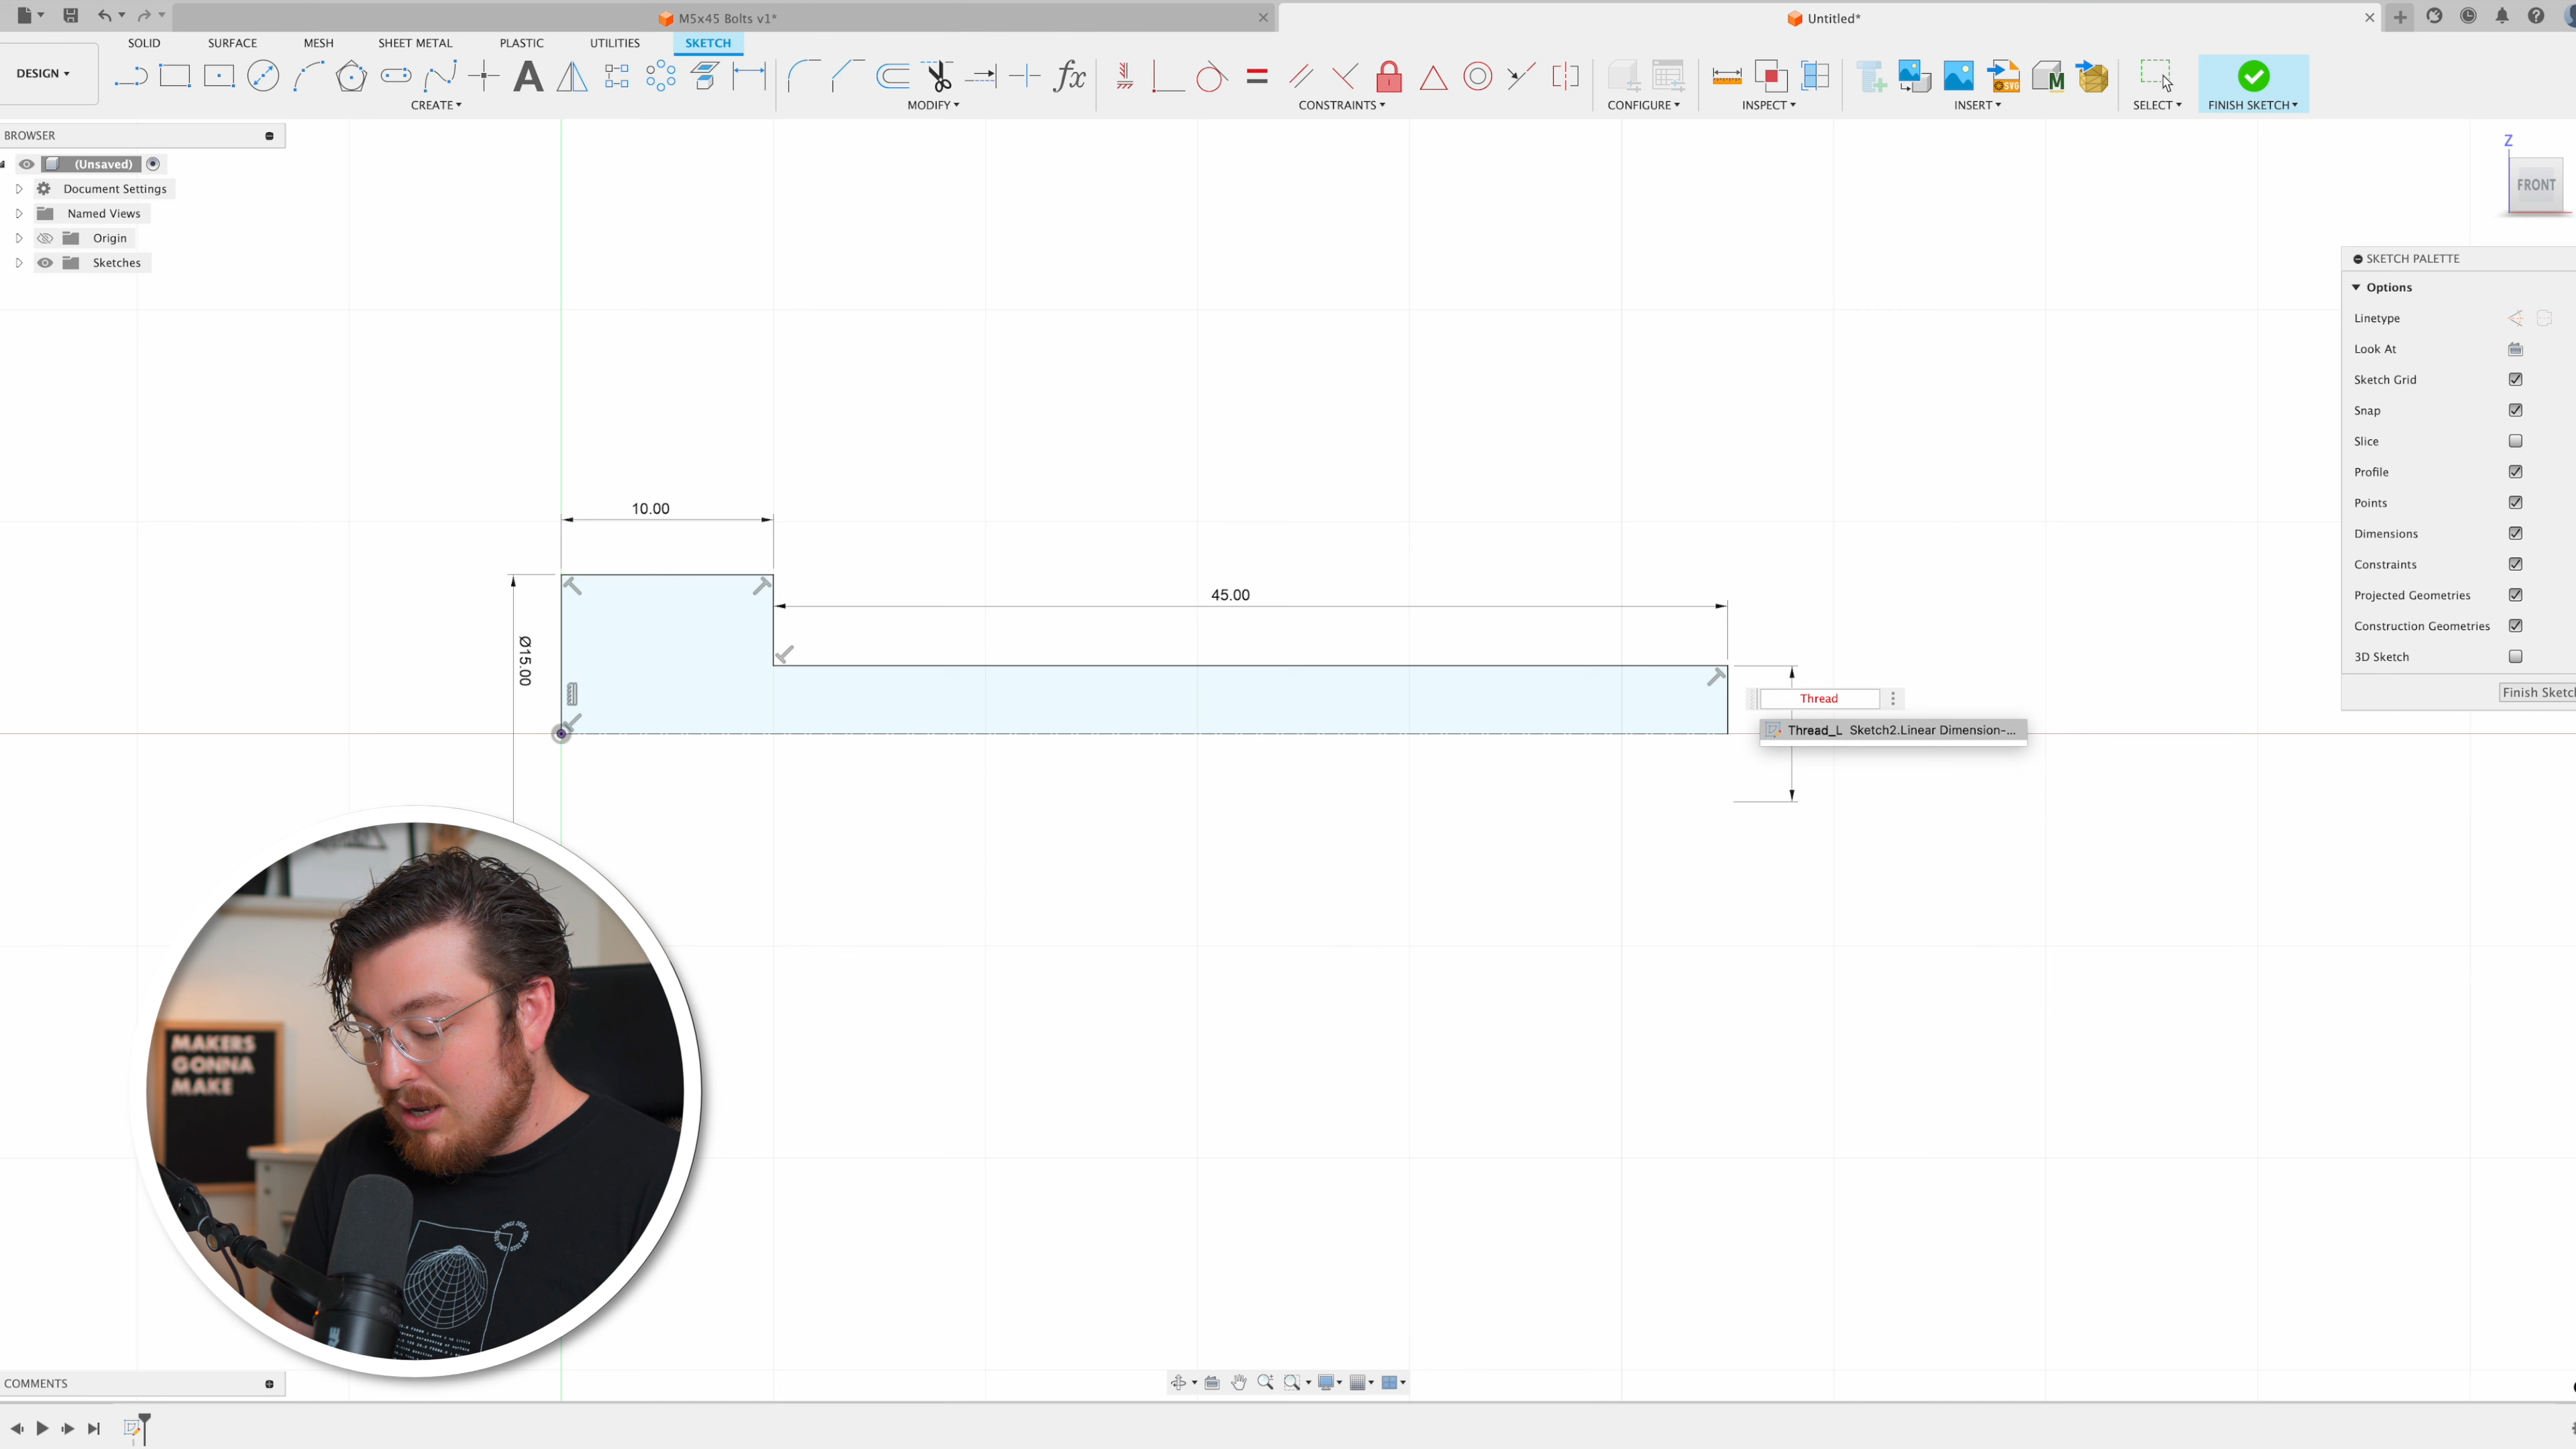 M5x45 Bolts v1*
Untitled*
SOLID
SURFACE
MESH
SHEET METAL
PLASTIC
UTILITIES
SKETCH
DESIGN
CREATE
MODIFY
CONSTRAINTS
CONFIGURE
INSPECT
INSERT
SELECT
FINISH SKETCH
A
fx
SVG
M
BROWSER
(Unsaved)
Document Settings
Named Views
Origin
Sketches
Z
FRONT
SKETCH PALETTE
Options
Linetype
Look At
Sketch Grid
Snap
Slice
Profile
Points
Dimensions
Constraints
Projected Geometries
Construction Geometries
3D Sketch
Finish Sketc
10.00
45.00
Ø15.00
Thread
Thread_L Sketch2.Linear Dimension-...
MAKERS
GONNA
MAKE
COMMENTS